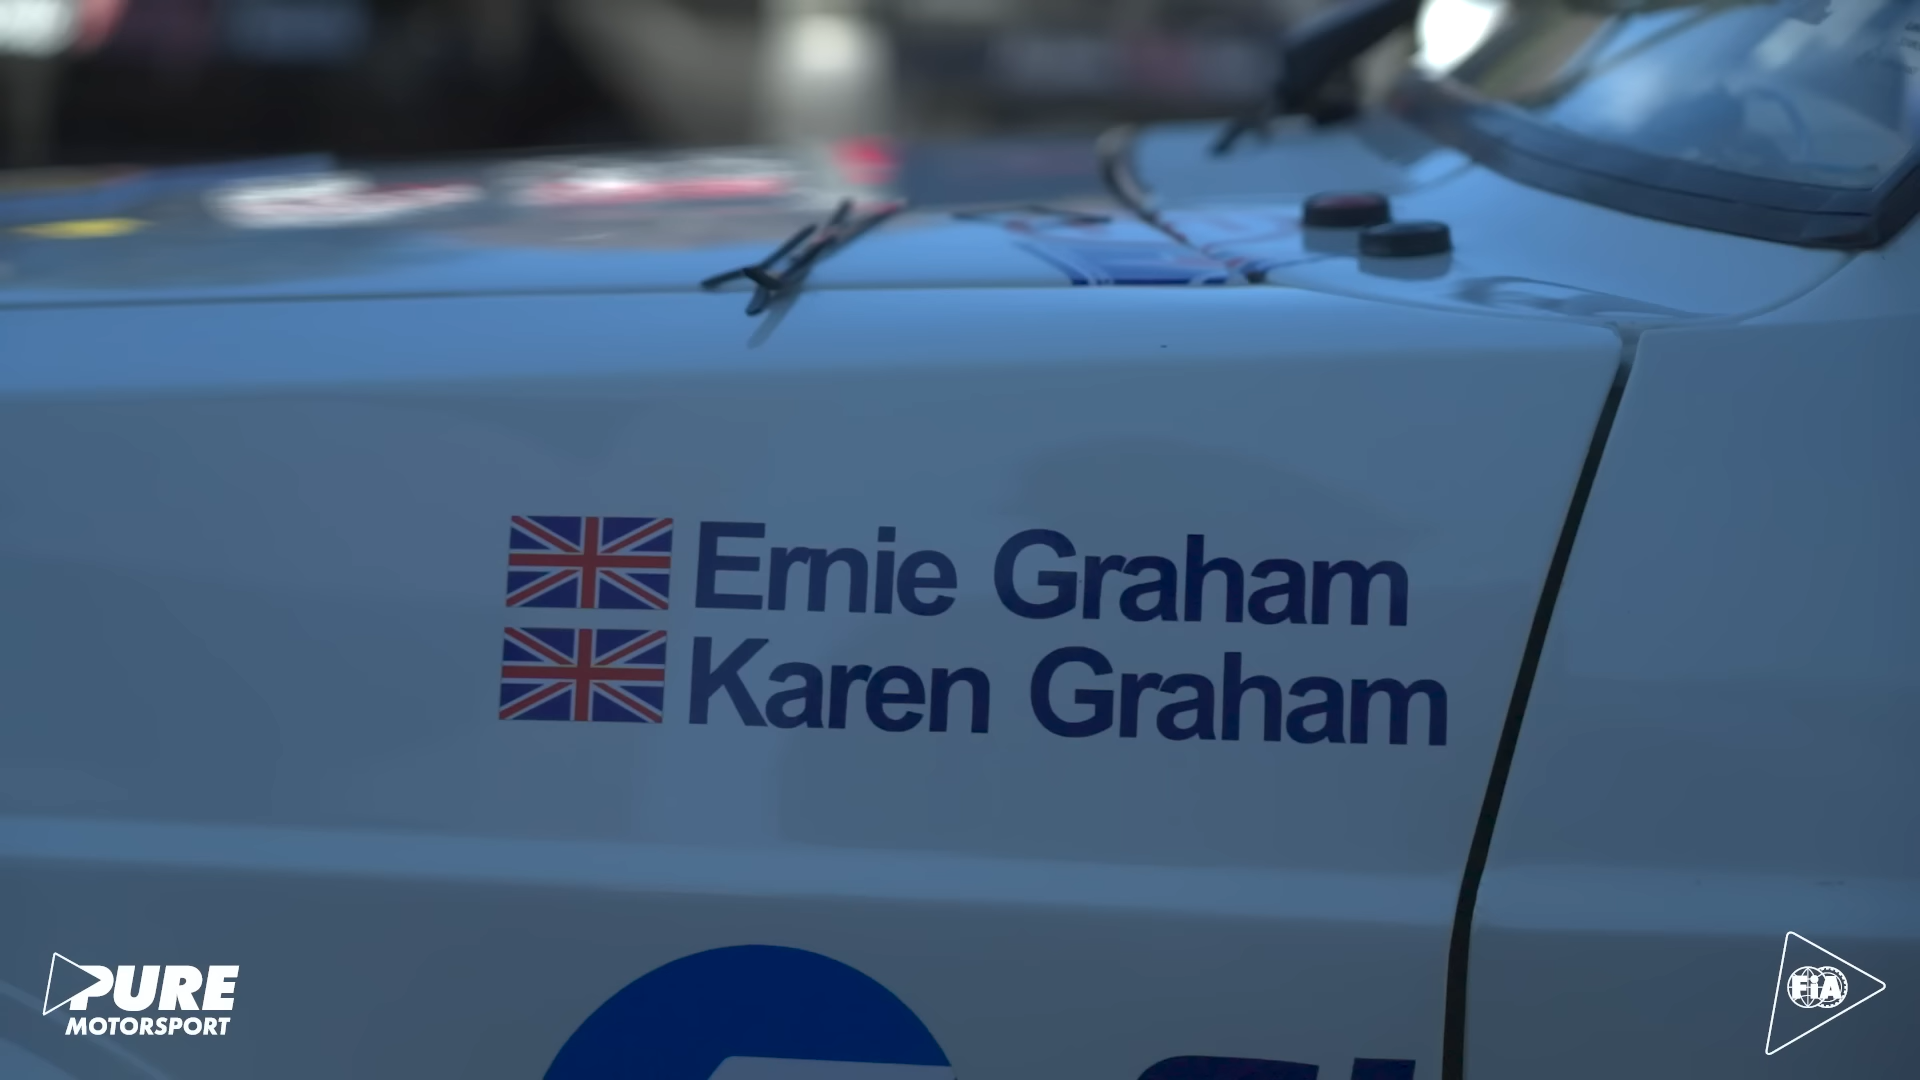 Ernie Graham
Karen Graham
PURE
MOTORSPORT
FiA